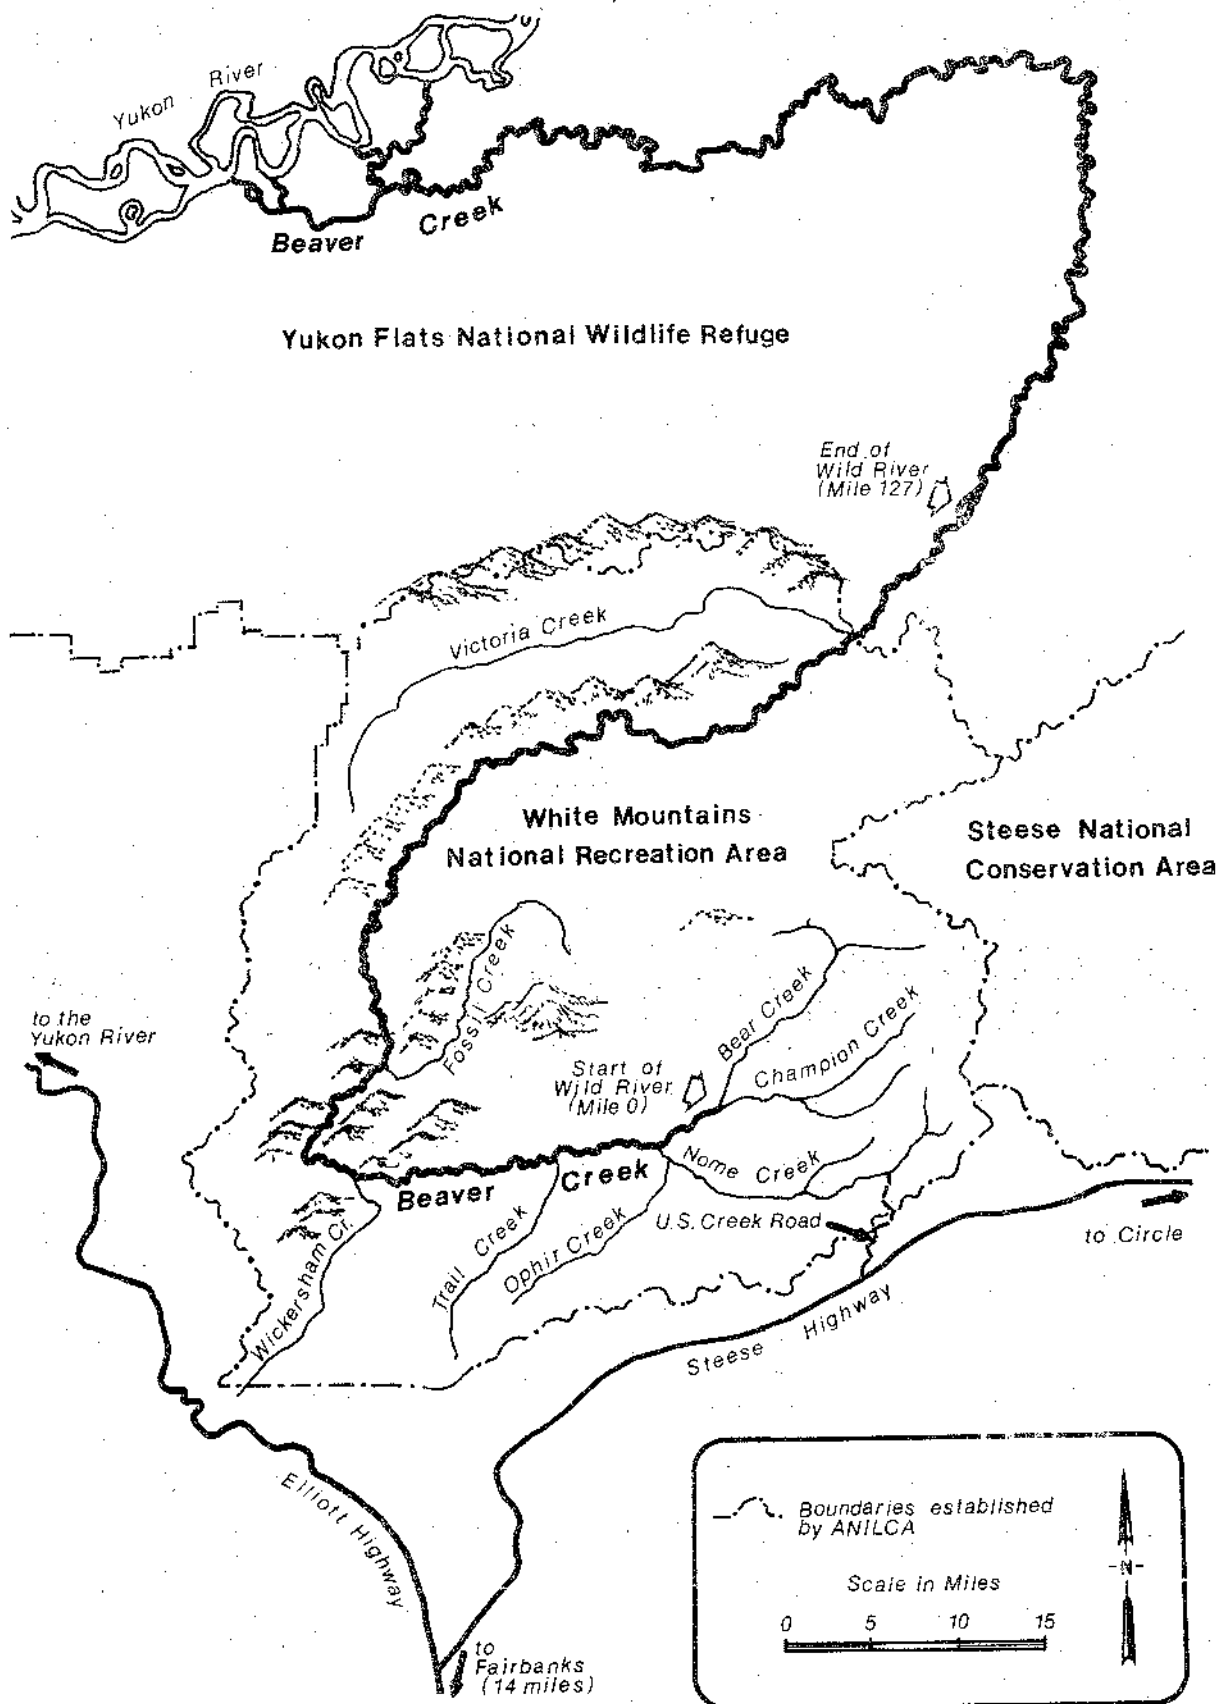 Yukon River
Beaver Creek
Yukon Flats National Wildlife Refuge
End of
Wild River
(Mile 127)
Victoria Creek
White Mountains
National Recreation Area
Steese National
Conservation Area
Fossil Creek
Bear Creek
Champion Creek
to the
Yukon River
Start of
Wild River
(Mile 0)
Nome Creek
Beaver Creek
U.S. Creek Road
to Circle
Wickersham Cr.
Trail Creek
Ophir Creek
Steese Highway
Elliott Highway
to
Fairbanks
(14 miles)
Boundaries established
by ANILCA
N
Scale in Miles
0 5 10 15